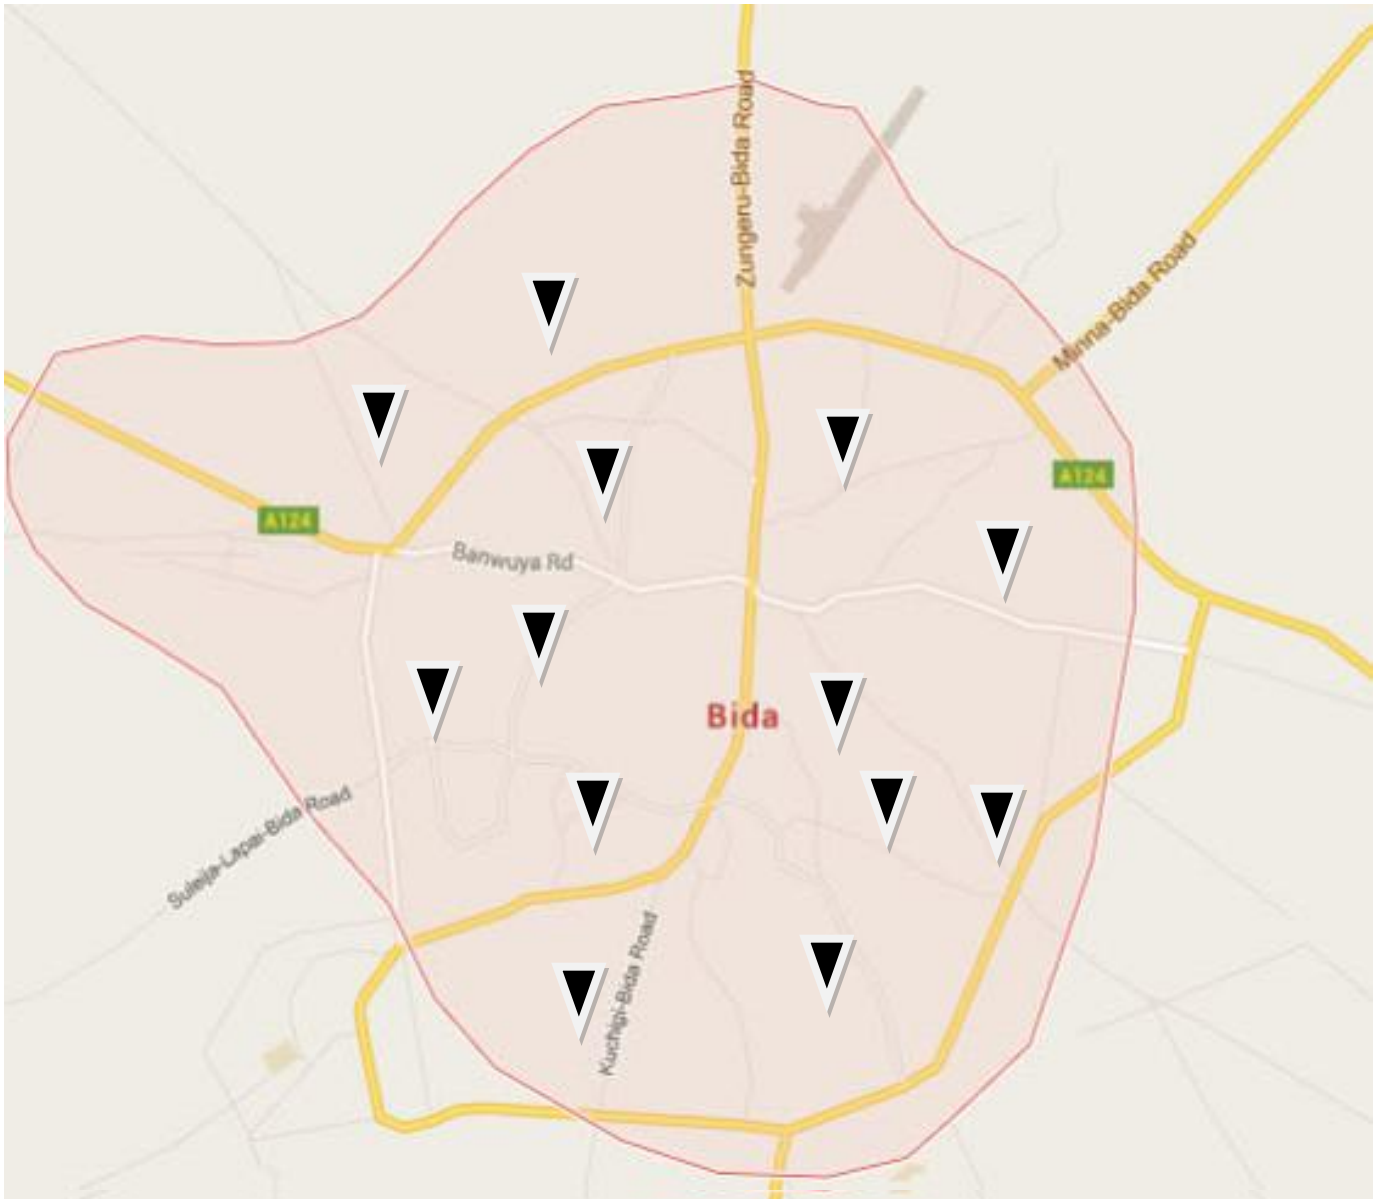 Zungeru-Bida Road
Minna-Bida Road
A124
A124
Banwuya Rd
Bida
Suleja-Lapai-Bida Road
Kuchigi-Bida Road